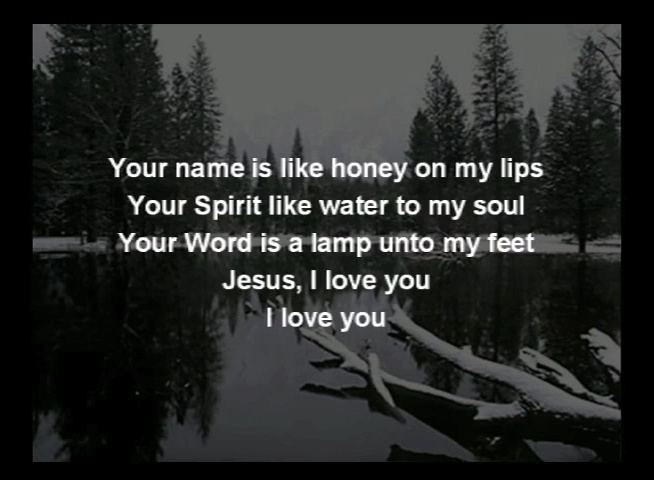 Your name is like honey on my lips
Your Spirit like water to my soul
Your Word is a lamp unto my feet
Jesus, I love you
I love you